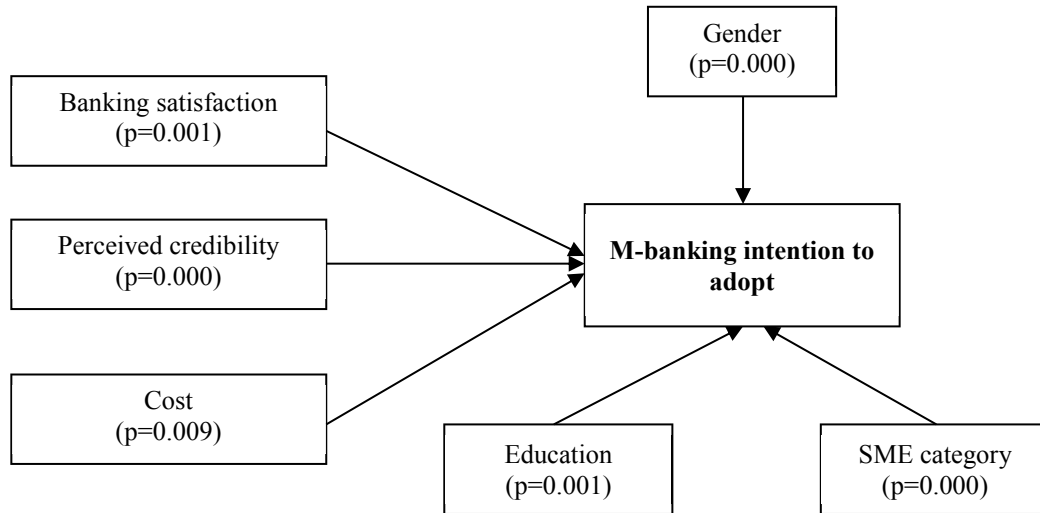 Gender
(p=0.000)
Banking satisfaction
(p=0.001)
Perceived credibility
(p=0.000)
M-banking intention to
adopt
Cost
(p=0.009)
Education
(p=0.001)
SME category
(p=0.000)